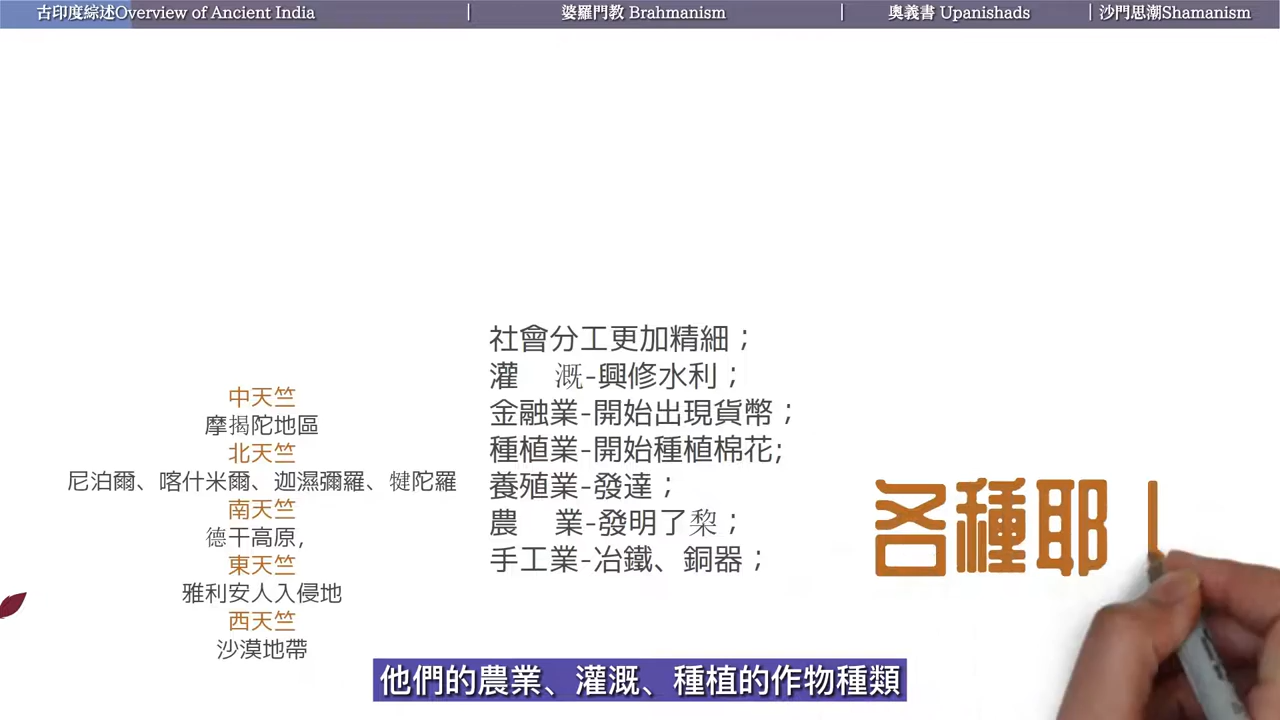 古印度綜述Overview of Ancient India | 婆羅門教 Brahmanism | 奧義書 Upanishads | 沙門思潮Shamanism
中天竺
摩揭陀地區
北天竺
尼泊爾、喀什米爾、迦濕彌羅、犍陀羅
南天竺
德干高原,
東天竺
雅利安人入侵地
西天竺
沙漠地帶
社會分工更加精細；
灌 溉-興修水利；
金融業-開始出現貨幣；
種植業-開始種植棉花;
養殖業-發達；
農 業-發明了犂；
手工業-冶鐵、銅器；
各種耶
他們的農業、灌溉、種植的作物種類